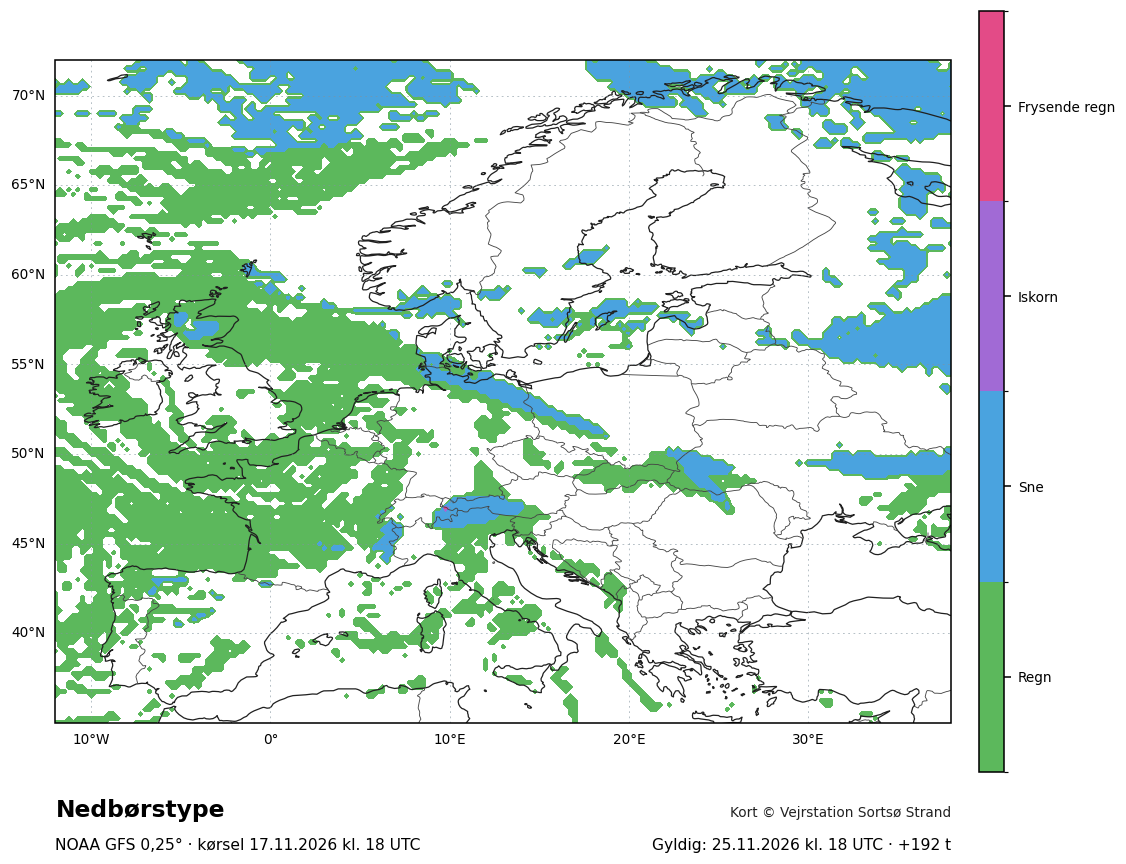 70°N
65°N
60°N
55°N
50°N
45°N
40°N
10°W
0°
10°E
20°E
30°E
Frysende regn
Iskorn
Sne
Regn
Nedbørstype
Kort © Vejrstation Sortsø Strand
NOAA GFS 0,25° · kørsel 17.11.2026 kl. 18 UTC
Gyldig: 25.11.2026 kl. 18 UTC · +192 t